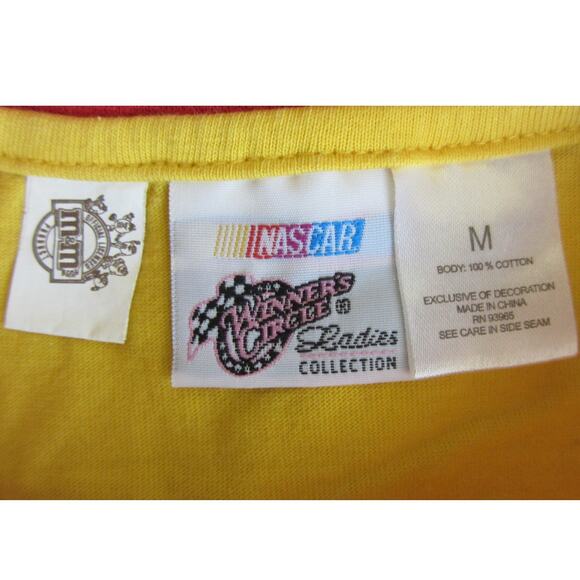 m&m's
NASCAR
WINNER'S
CIRCLE ®
Ladies
COLLECTION
M
BODY: 100 % COTTON
EXCLUSIVE OF DECORATION
MADE IN CHINA
RN 93965
SEE CARE IN SIDE SEAM